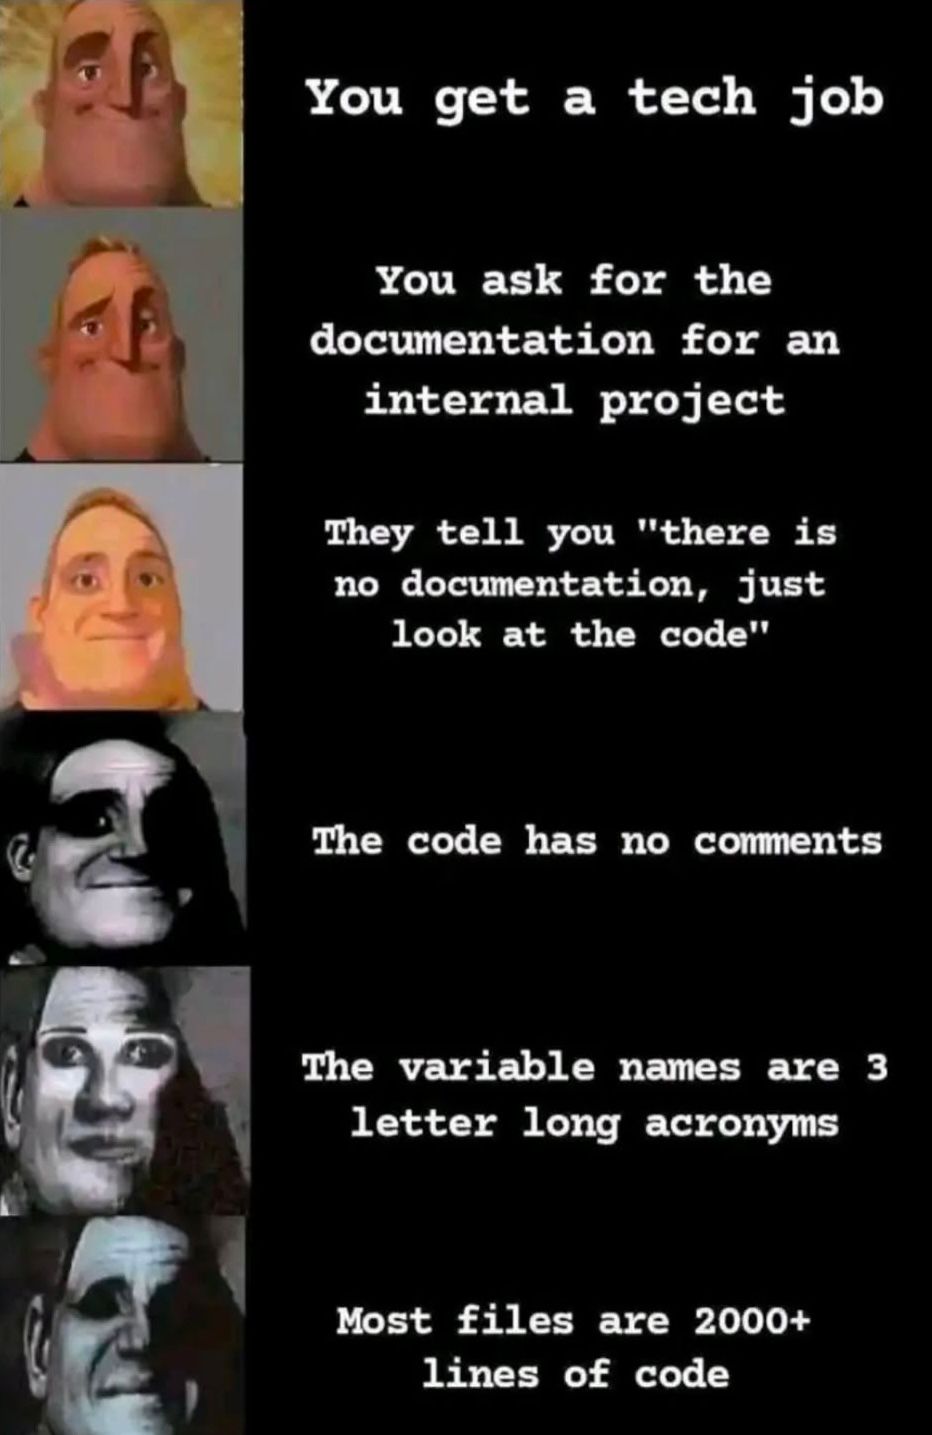 You get a tech job
You ask for the
documentation for an
internal project
They tell you "there is
no documentation, just
look at the code"
The code has no comments
The variable names are 3
letter long acronyms
Most files are 2000+
lines of code